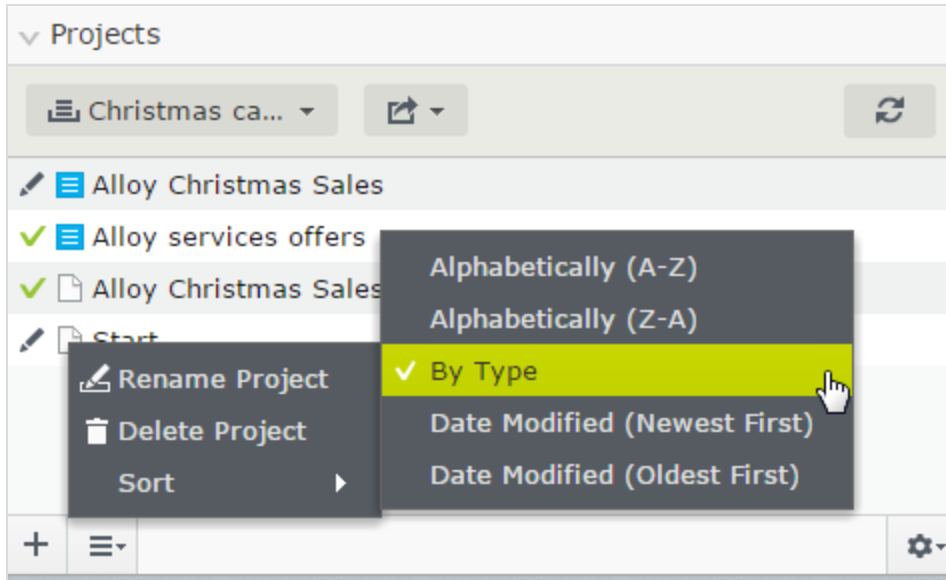 Projects
Christmas ca...
Alloy Christmas Sales
Alloy services offers
Alloy Christmas Sales
Start
Rename Project
Delete Project
Sort
Alphabetically (A-Z)
Alphabetically (Z-A)
By Type
Date Modified (Newest First)
Date Modified (Oldest First)